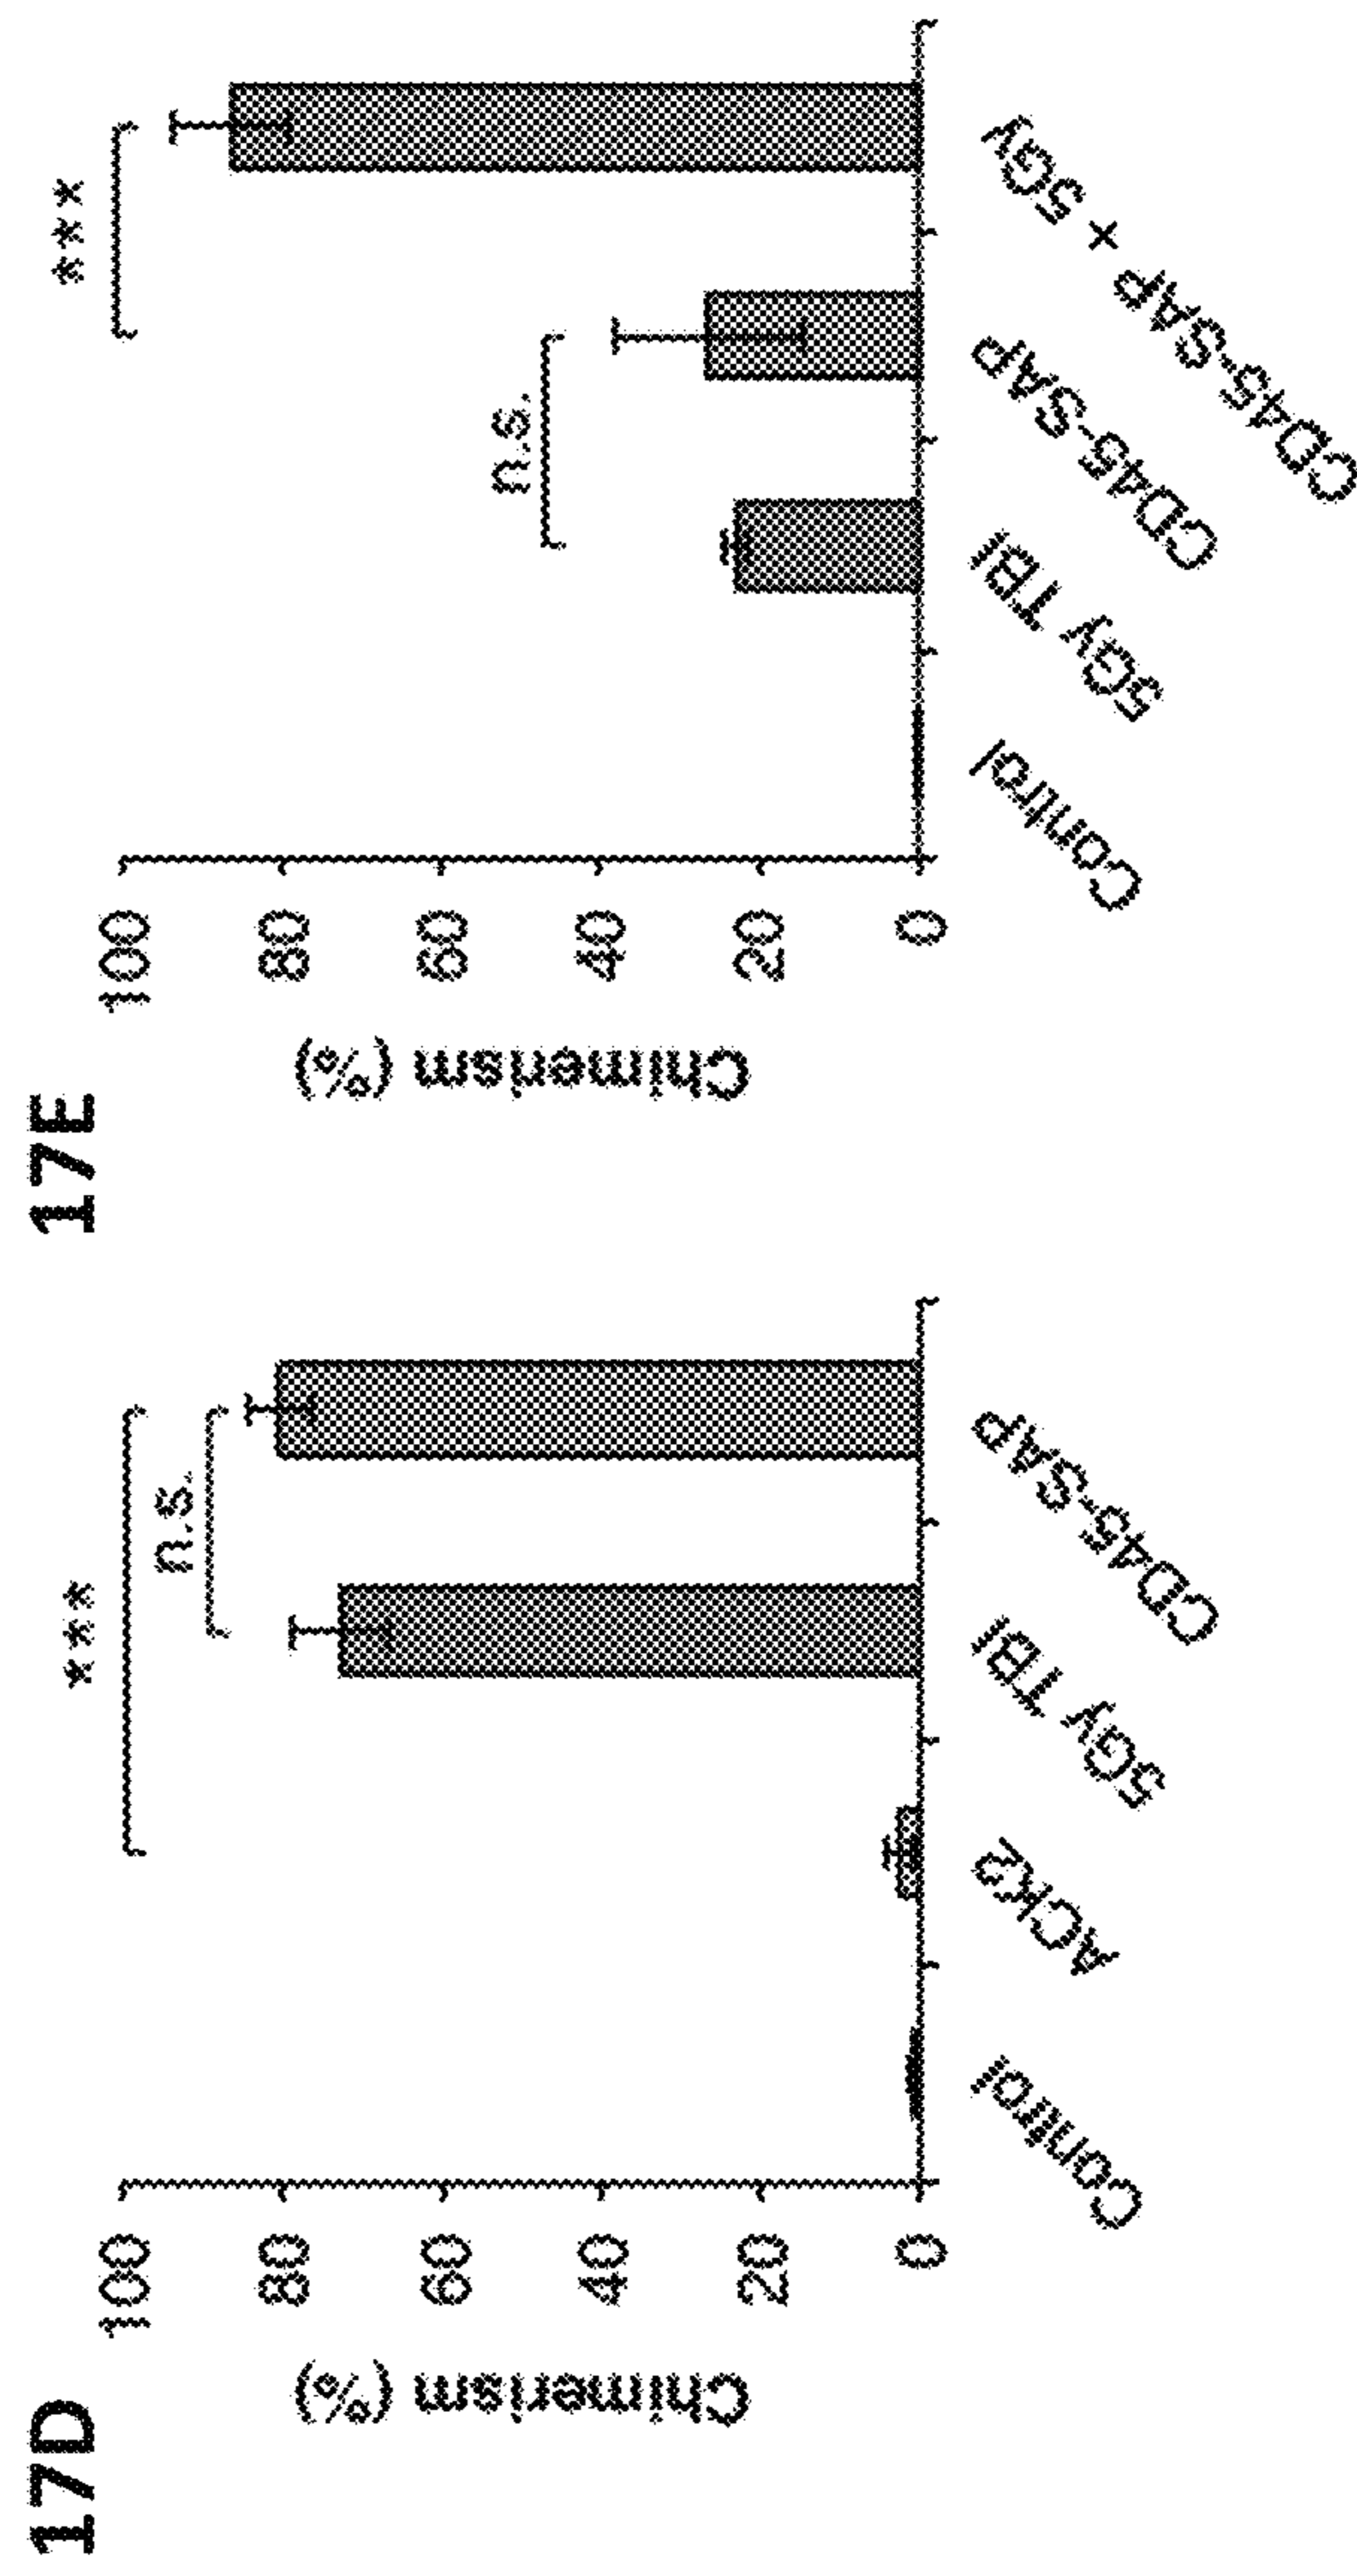 17D
Chimerism (%)
100
80
60
40
20
0
***
n.s.
Control
ACK2
5Gy TBI
CD45-SAP
17E
Chimerism (%)
100
80
60
40
20
0
***
n.s.
Control
5Gy TBI
CD45-SAP
CD45-SAP + 5Gy